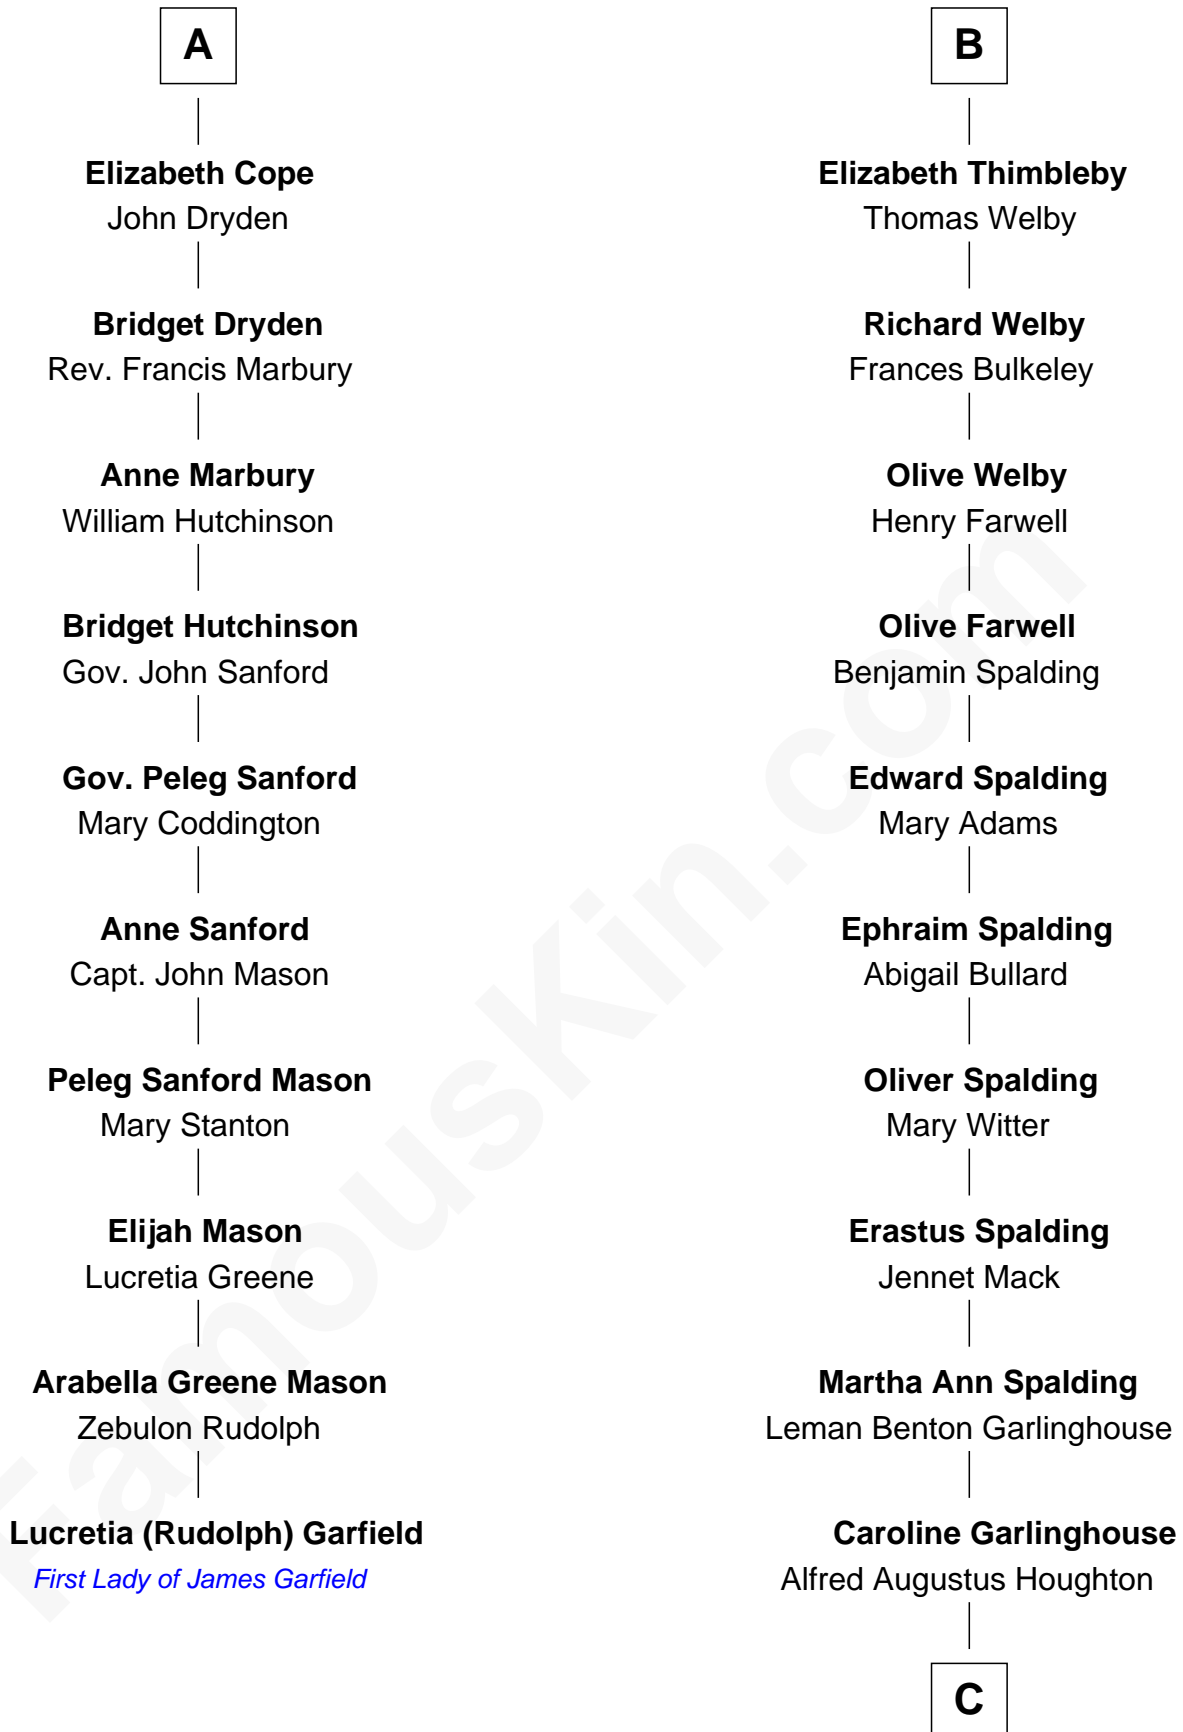 A
Elizabeth Cope
John Dryden
Bridget Dryden
Rev. Francis Marbury
Anne Marbury
William Hutchinson
Bridget Hutchinson
Gov. John Sanford
Gov. Peleg Sanford
Mary Coddington
Anne Sanford
Capt. John Mason
Peleg Sanford Mason
Mary Stanton
Elijah Mason
Lucretia Greene
Arabella Greene Mason
Zebulon Rudolph
Lucretia (Rudolph) Garfield
First Lady of James Garfield
B
Elizabeth Thimbleby
Thomas Welby
Richard Welby
Frances Bulkeley
Olive Welby
Henry Farwell
Olive Farwell
Benjamin Spalding
Edward Spalding
Mary Adams
Ephraim Spalding
Abigail Bullard
Oliver Spalding
Mary Witter
Erastus Spalding
Jennet Mack
Martha Ann Spalding
Leman Benton Garlinghouse
Caroline Garlinghouse
Alfred Augustus Houghton
C
FamousKin.com